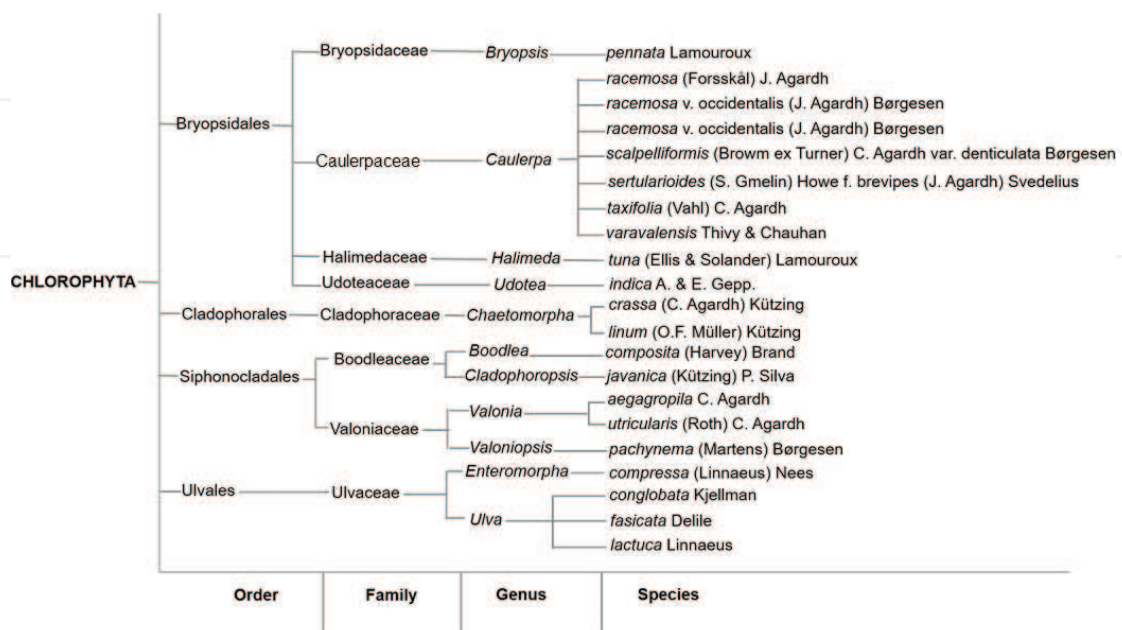 Bryopsidaceae Bryopsis pennata Lamouroux
racemosa (Forsskål) J. Agardh
racemosa v. occidentalis (J. Agardh) Børgesen
Bryopsidales
racemosa v. occidentalis (J. Agardh) Børgesen
Caulerpaceae Caulerpa scalpelliformis (Browm ex Turner) C. Agardh var. denticulata Børgesen
sertularioides (S. Gmelin) Howe f. brevipes (J. Agardh) Svedelius
taxifolia (Vahl) C. Agardh
varavalensis Thivy & Chauhan
Halimedaceae Halimeda tuna (Ellis & Solander) Lamouroux
CHLOROPHYTA Udoteaceae Udotea indica A. & E. Gepp.
crassa (C. Agardh) Kützing
Cladophorales Cladophoraceae Chaetomorpha
linum (O.F. Müller) Kützing
Boodleaceae Boodlea composita (Harvey) Brand
Siphonocladales Cladophoropsis javanica (Kützing) P. Silva
aegagropila C. Agardh
Valonia
utricularis (Roth) C. Agardh
Valoniaceae
Valoniopsis pachynema (Martens) Børgesen
Enteromorpha compressa (Linnaeus) Nees
Ulvales Ulvaceae conglobata Kjellman
Ulva fasicata Delile
lactuca Linnaeus
Order Family Genus Species